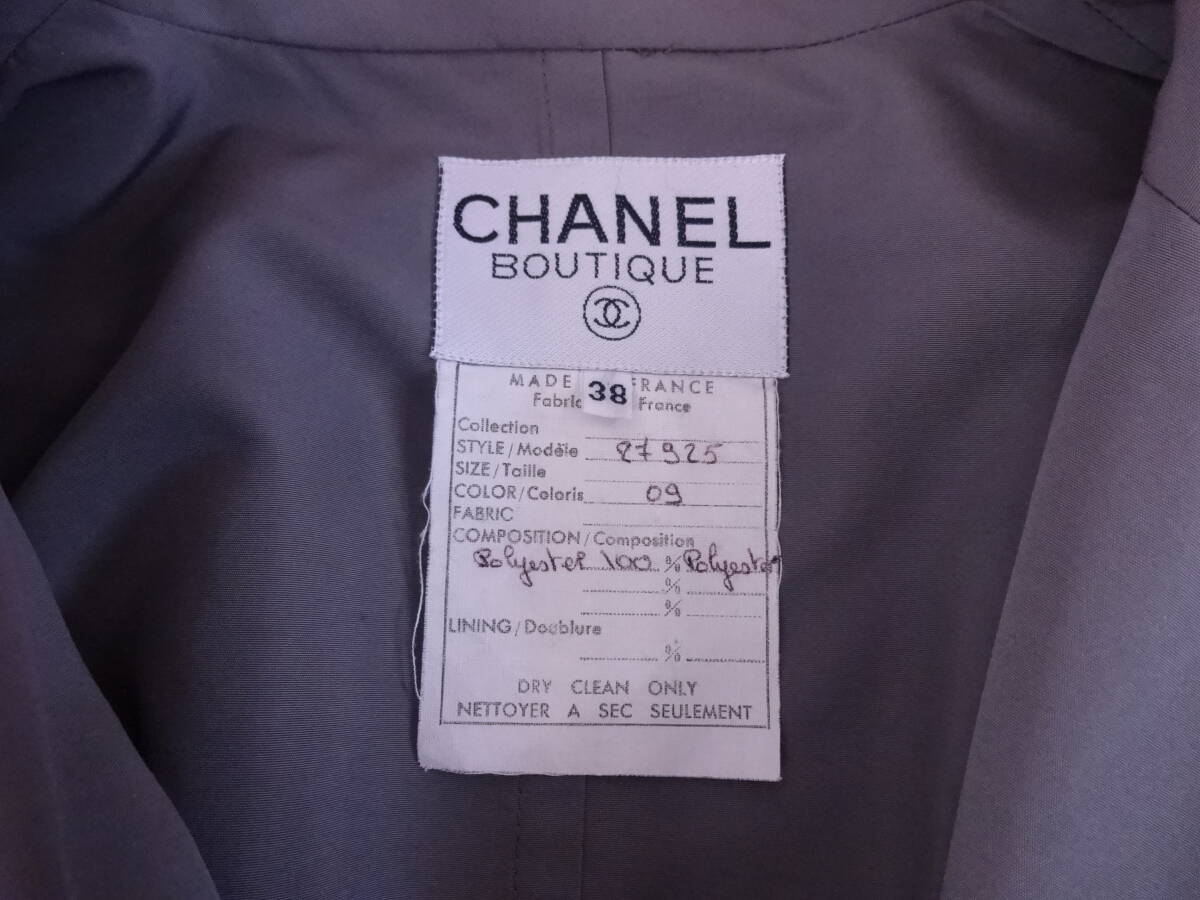 CHANEL
BOUTIQUE
MADE FRANCE
38
Fabric France
Collection
STYLE/Modèle 27925
SIZE/Taille
COLOR/Coloris 09
FABRIC
COMPOSITION/Composition
Polyester 100 % Polyester
%
%
LINING/Doublure
%
DRY CLEAN ONLY
NETTOYER A SEC SEULEMENT